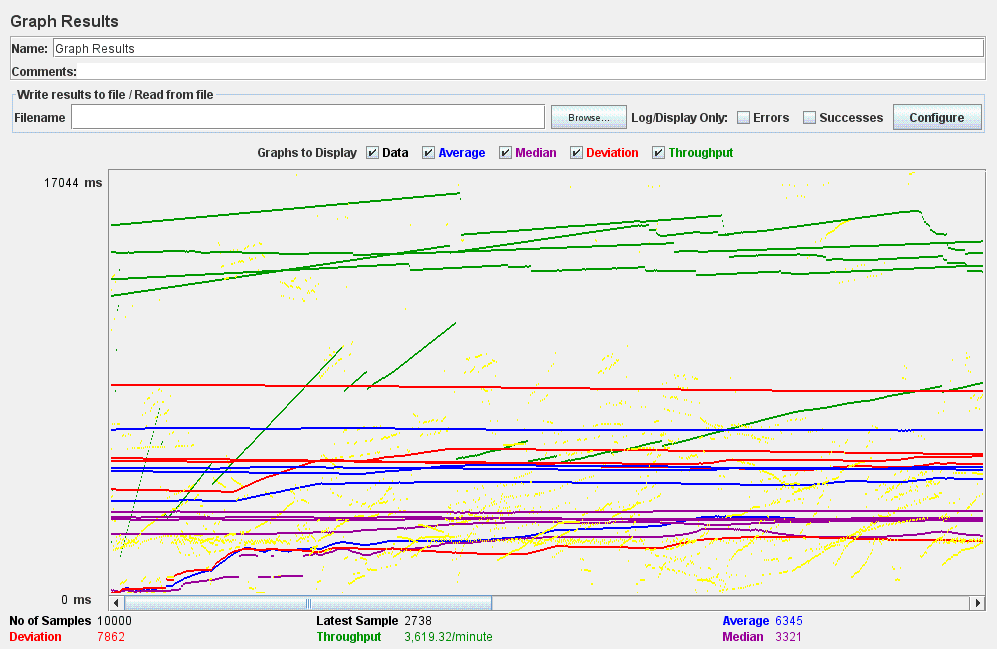 Graph Results
Name: Graph Results
Comments:
Write results to file / Read from file
Filename Browse... Log/Display Only: Errors Successes Configure
Graphs to Display Data Average Median Deviation Throughput
17044 ms
0 ms
No of Samples 10000 Latest Sample 2738 Average 6345
Deviation 7862 Throughput 3,619.32/minute Median 3321